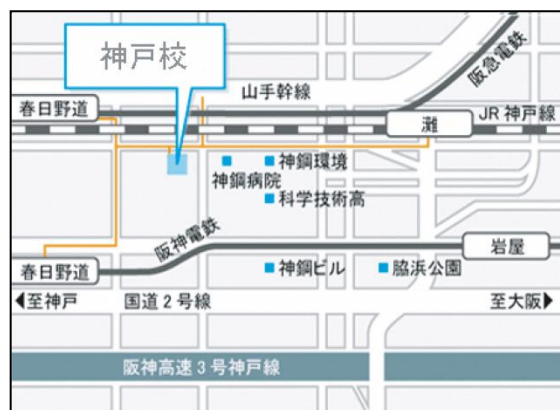 神戸校
阪急電鉄
山手幹線
春日野道
JR 神戸線
灘
神鋼環境
神鋼病院
科学技術高
阪神電鉄
岩屋
春日野道
神鋼ビル
脇浜公園
至神戸
国道2号線
至大阪
阪神高速3号神戸線